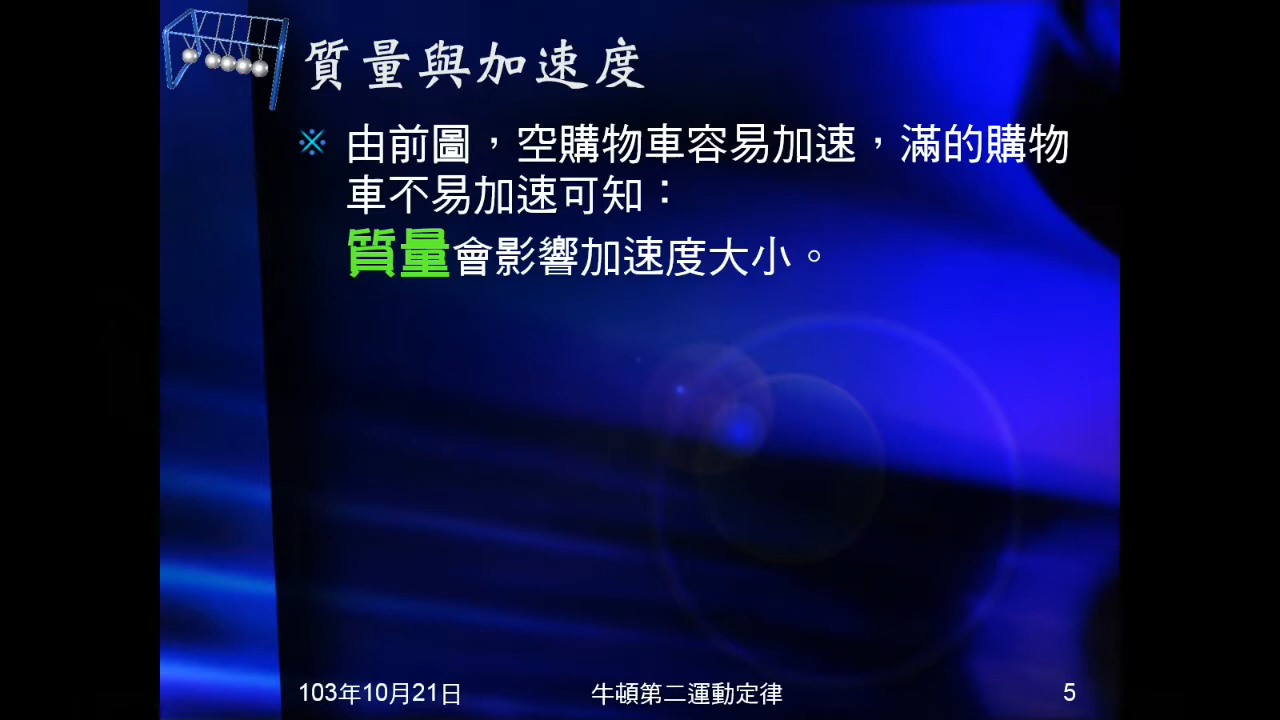 質量與加速度
※ 由前圖，空購物車容易加速，滿的購物
車不易加速可知：
質量會影響加速度大小。
103年10月21日
牛頓第二運動定律
5